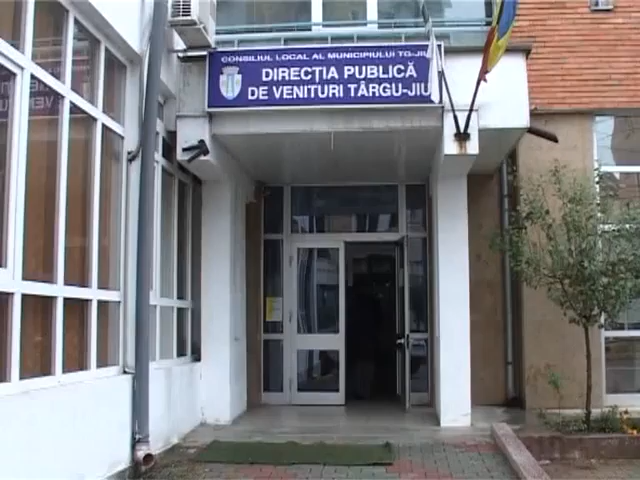 CONSILIUL LOCAL AL MUNICIPIULUI TG-JIU
DIRECȚIA PUBLICĂ
DE VENITURI TÂRGU-JIU